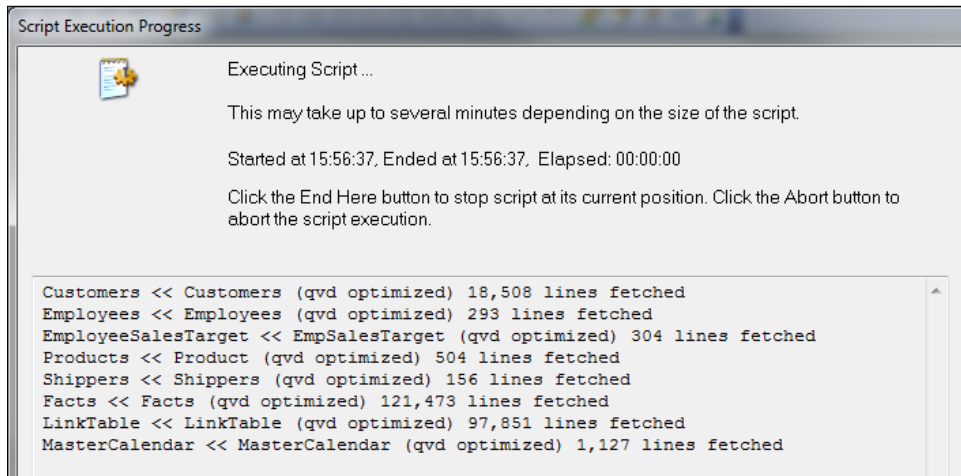 Script Execution Progress
Executing Script ...
This may take up to several minutes depending on the size of the script.
Started at 15:56:37, Ended at 15:56:37, Elapsed: 00:00:00
Click the End Here button to stop script at its current position. Click the Abort button to
abort the script execution.
Customers << Customers (qvd optimized) 18,508 lines fetched
Employees << Employees (qvd optimized) 293 lines fetched
EmployeeSalesTarget << EmpSalesTarget (qvd optimized) 304 lines fetched
Products << Product (qvd optimized) 504 lines fetched
Shippers << Shippers (qvd optimized) 156 lines fetched
Facts << Facts (qvd optimized) 121,473 lines fetched
LinkTable << LinkTable (qvd optimized) 97,851 lines fetched
MasterCalendar << MasterCalendar (qvd optimized) 1,127 lines fetched